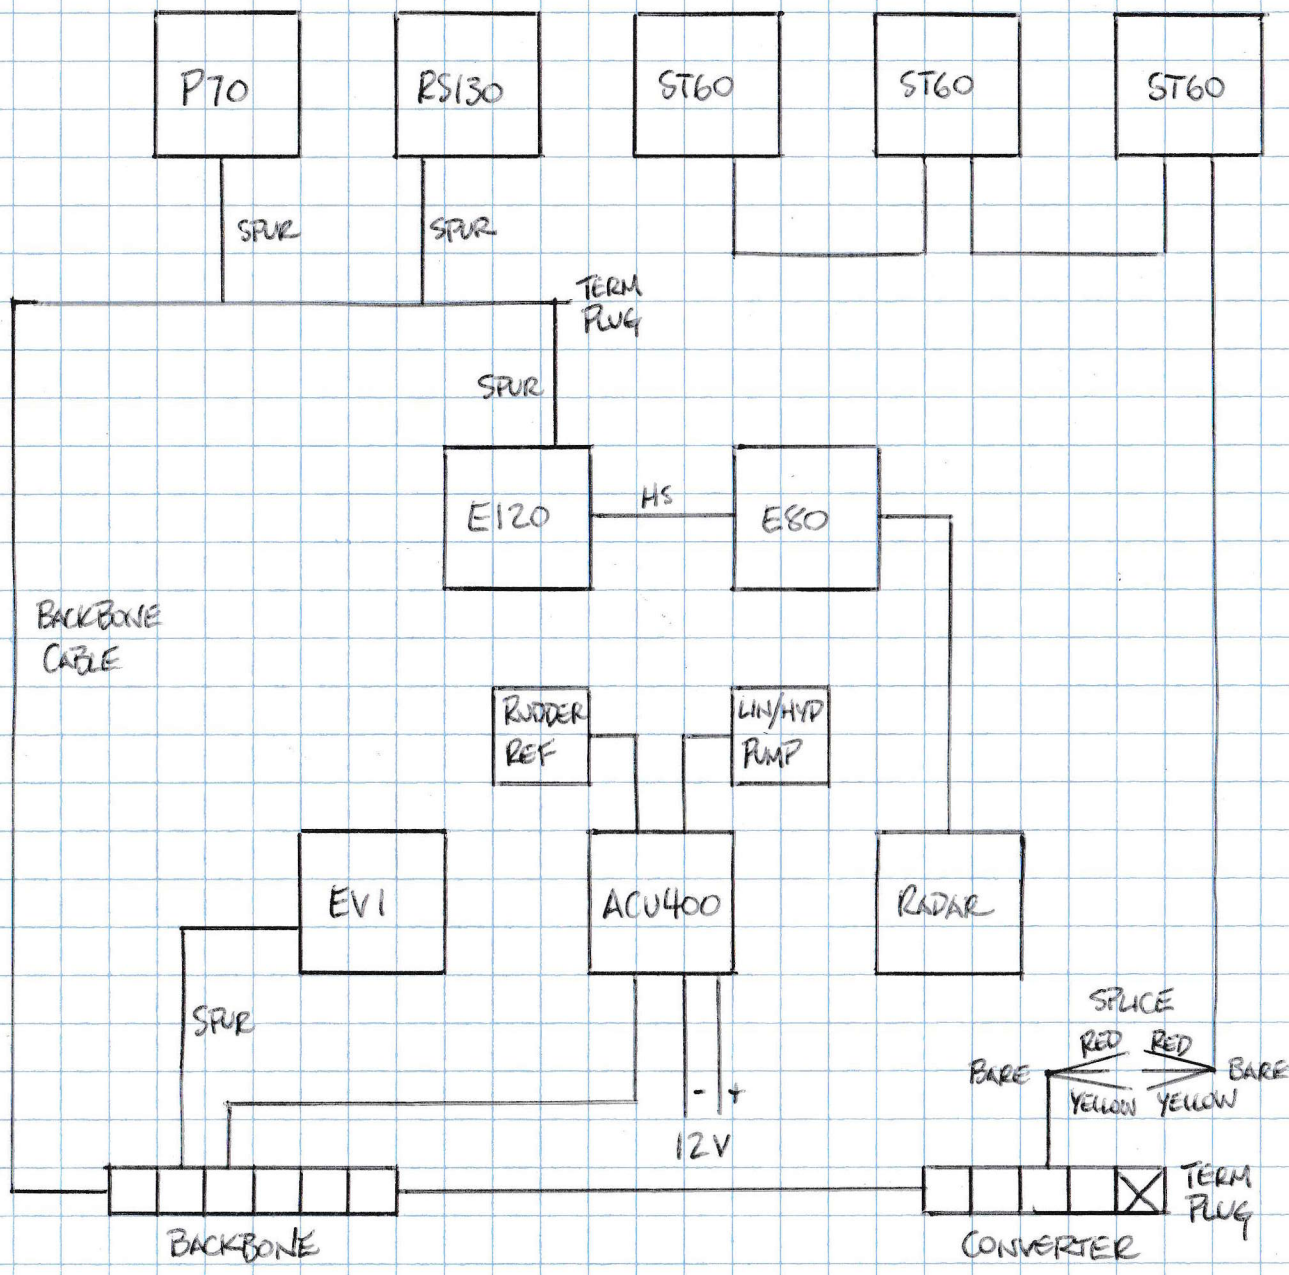 P70
RS130
ST60
ST60
ST60
SPUR
SPUR
TERM
PLUG
SPUR
E120
HS
E80
BACKBONE
CABLE
RUDDER
REF
LIN/HYD
PUMP
EV1
ACU400
RADAR
SPUR
SPLICE
RED
RED
BARE
BARE
YELLOW
YELLOW
- +
12V
BACKBONE
CONVERTER
TERM
PLUG